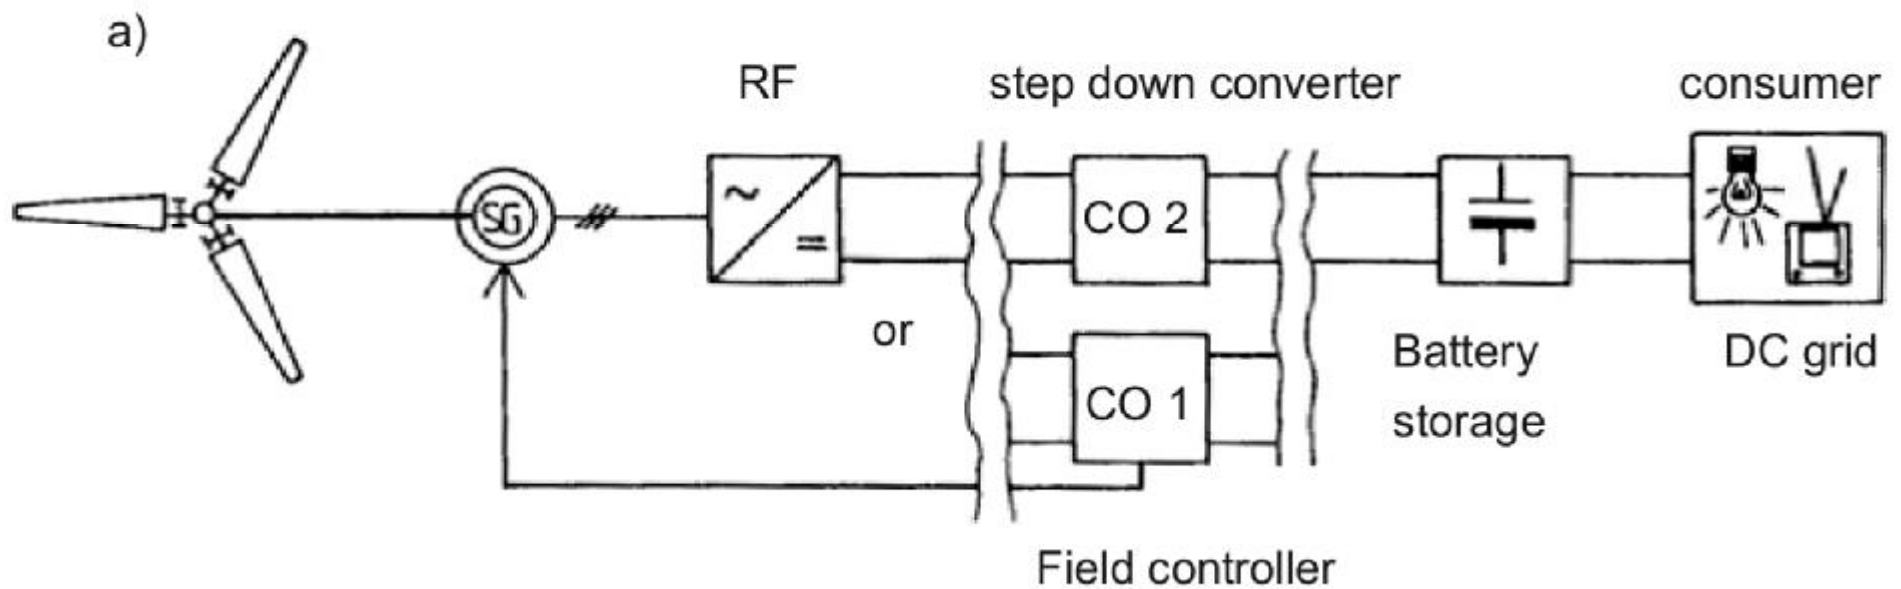 a)
RF
step down converter
consumer
SG
~
=
CO 2
or
CO 1
Battery
storage
DC grid
Field controller